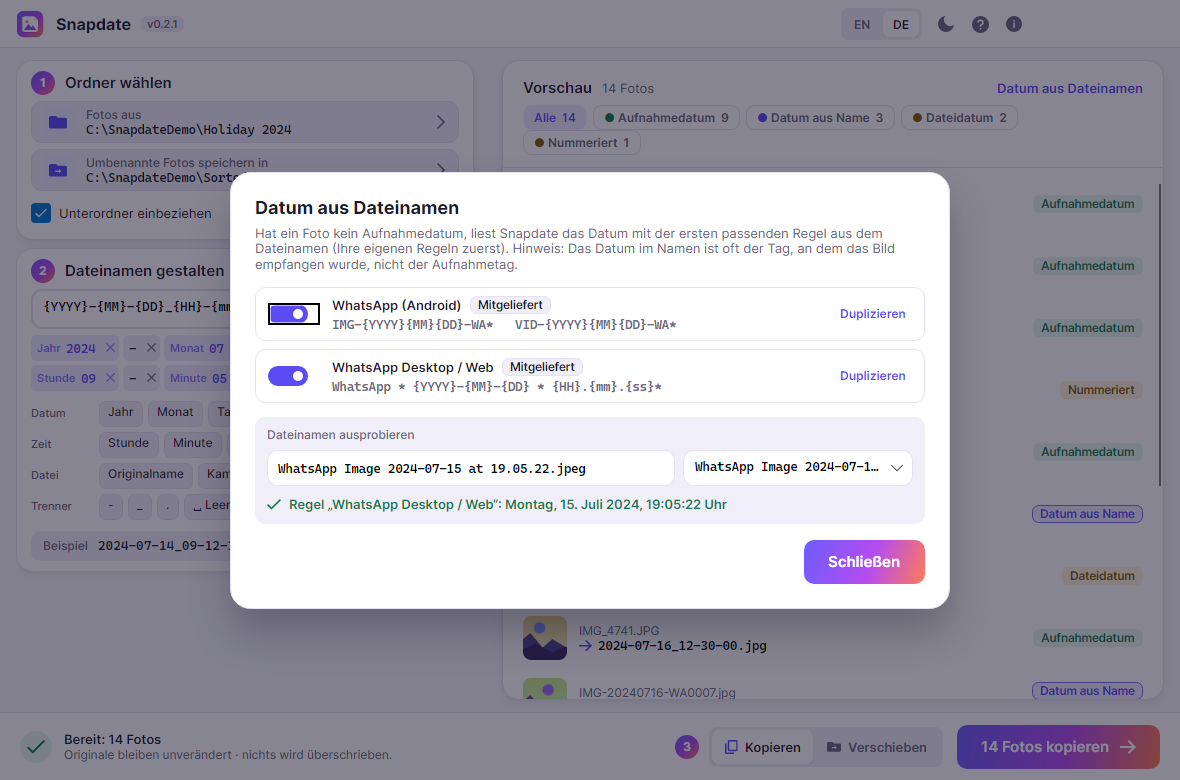 Snapdate v0.2.1 EN DE
1 Ordner wählen
Fotos aus
C:\SnapdateDemo\Holiday 2024
Umbenannte Fotos speichern in
Unterordner einbeziehen
2 Dateinamen gestalten
{YYYY}-{MM}-{DD}_{HH}-{mm
Jahr 2024 × – × Monat 07
Stunde 09 × – × Minute 05
Datum Jahr Monat
Zeit Stunde Minute
Datei Originalname
Trenner - _ .
Beispiel 2024-07-14_09-12-
Vorschau 14 Fotos Datum aus Dateinamen
Alle 14 Aufnahmedatum 9 Datum aus Name 3 Dateidatum 2
Nummeriert 1
Aufnahmedatum
Aufnahmedatum
Aufnahmedatum
Nummeriert
Aufnahmedatum
Datum aus Name
Dateidatum
IMG_4741.JPG
→ 2024-07-16_12-30-00.jpg
Aufnahmedatum
IMG-20240716-WA0007.jpg
Datum aus Name
Datum aus Dateinamen
Hat ein Foto kein Aufnahmedatum, liest Snapdate das Datum mit der ersten passenden Regel aus dem
Dateinamen (Ihre eigenen Regeln zuerst). Hinweis: Das Datum im Namen ist oft der Tag, an dem das Bild
empfangen wurde, nicht der Aufnahmetag.
WhatsApp (Android) Mitgeliefert
IMG-{YYYY}{MM}{DD}-WA* VID-{YYYY}{MM}{DD}-WA*
Duplizieren
WhatsApp Desktop / Web Mitgeliefert
WhatsApp * {YYYY}-{MM}-{DD} * {HH}.{mm}.{ss}*
Duplizieren
Dateinamen ausprobieren
WhatsApp Image 2024-07-15 at 19.05.22.jpeg
WhatsApp Image 2024-07-1...
Regel „WhatsApp Desktop / Web“: Montag, 15. Juli 2024, 19:05:22 Uhr
Schließen
Bereit: 14 Fotos
Originale bleiben unverändert · nichts wird überschrieben.
3 Kopieren Verschieben
14 Fotos kopieren →